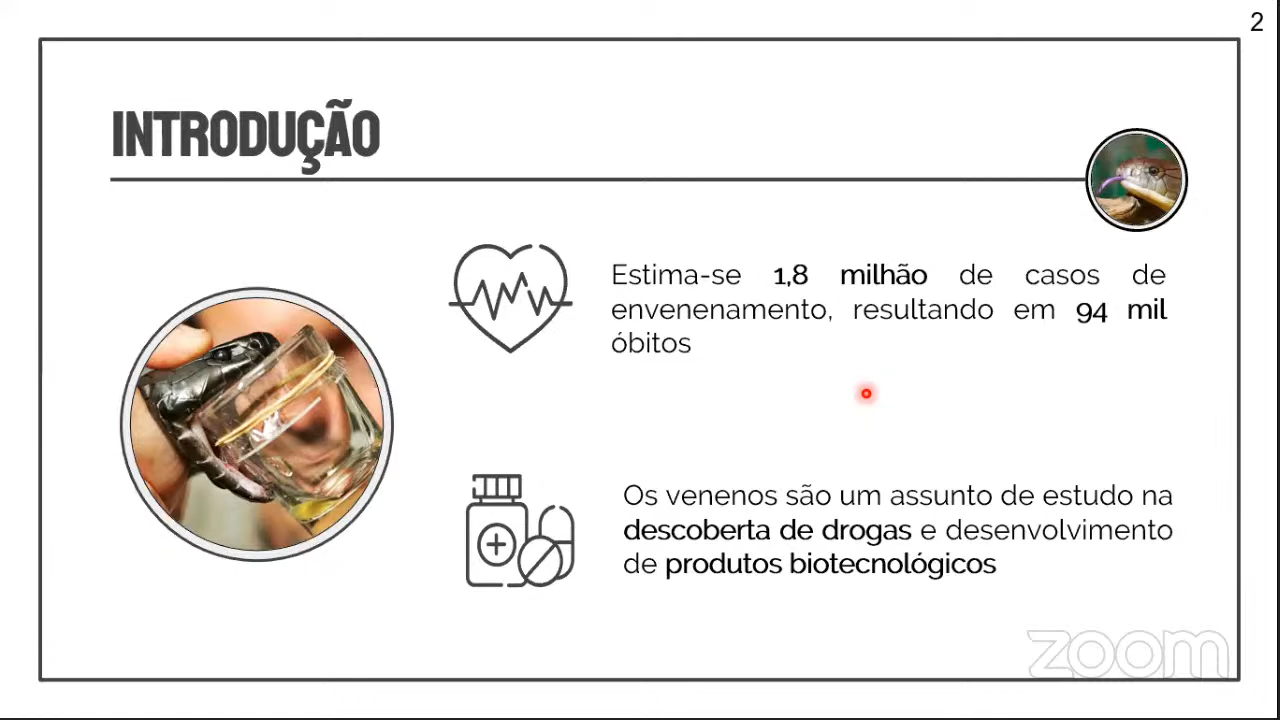 2
INTRODUÇÃO
Estima-se 1,8 milhão de casos de
envenenamento, resultando em 94 mil
óbitos
Os venenos são um assunto de estudo na
descoberta de drogas e desenvolvimento
de produtos biotecnológicos
zoom